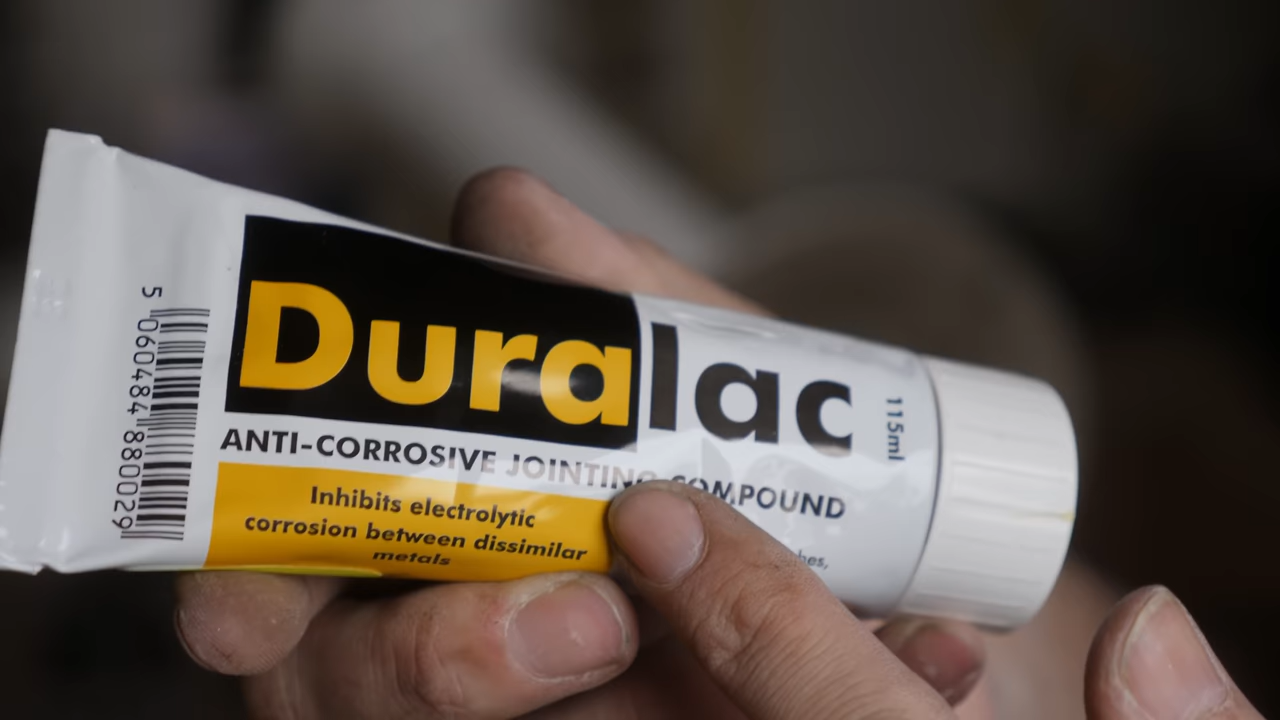 Duralac
115ml
ANTI-CORROSIVE JOINTING COMPOUND
Inhibits electrolytic
corrosion between dissimilar
metals
5 060484 880029